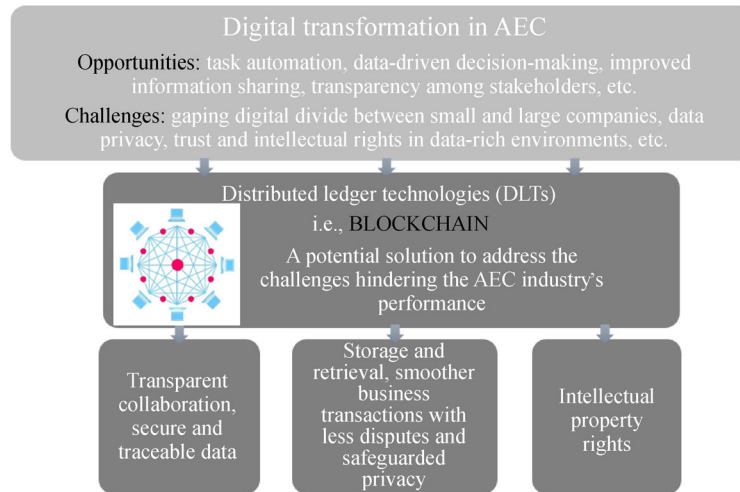 Digital transformation in AEC
Opportunities: task automation, data-driven decision-making, improved
information sharing, transparency among stakeholders, etc.
Challenges: gaping digital divide between small and large companies, data
privacy, trust and intellectual rights in data-rich environments, etc.
Distributed ledger technologies (DLTs)
i.e., BLOCKCHAIN
A potential solution to address the
challenges hindering the AEC industry's
performance
Transparent
collaboration,
secure and
traceable data
Storage and
retrieval, smoother
business
transactions with
less disputes and
safeguarded
privacy
Intellectual
property
rights